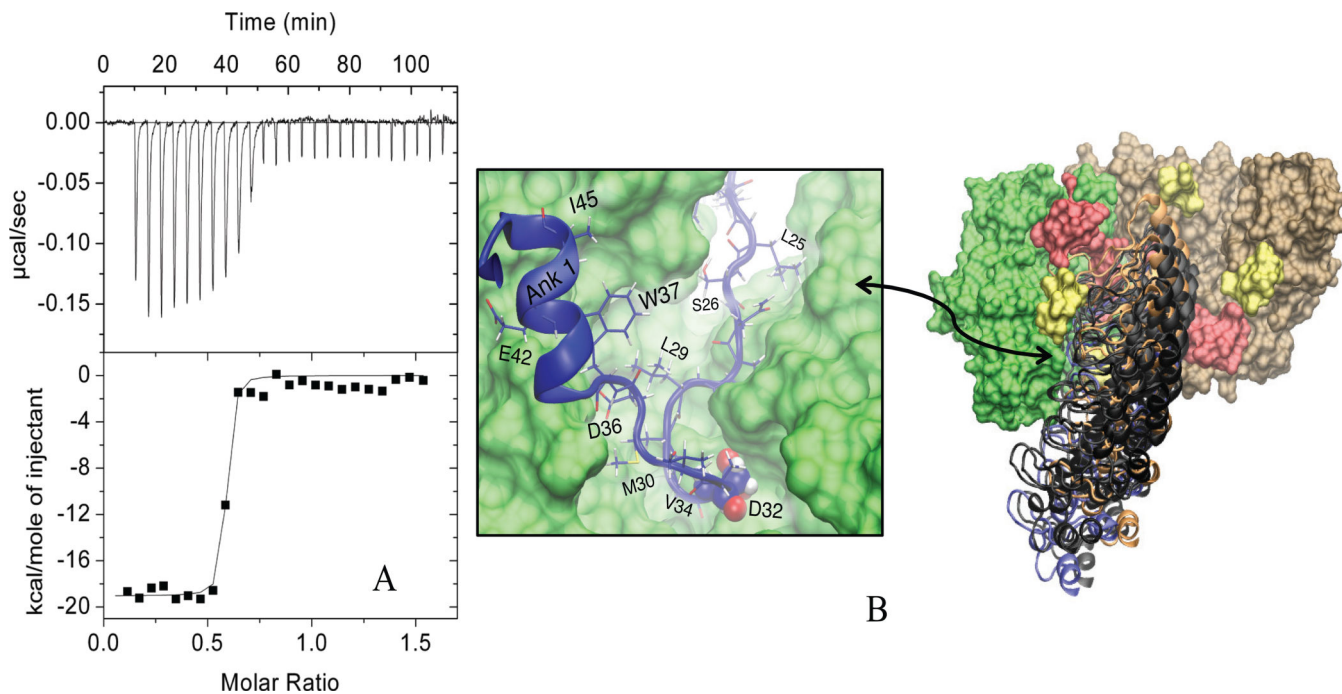 Time (min)
0 20 40 60 80 100
0.00
-0.05
-0.10
-0.15
µcal/sec
0
-4
-8
-12
-16
-20
kcal/mole of injectant
A
0.0 0.5 1.0 1.5
Molar Ratio
I45
Ank 1
W37
E42
L25
S26
L29
D36
M30
V34
D32
B